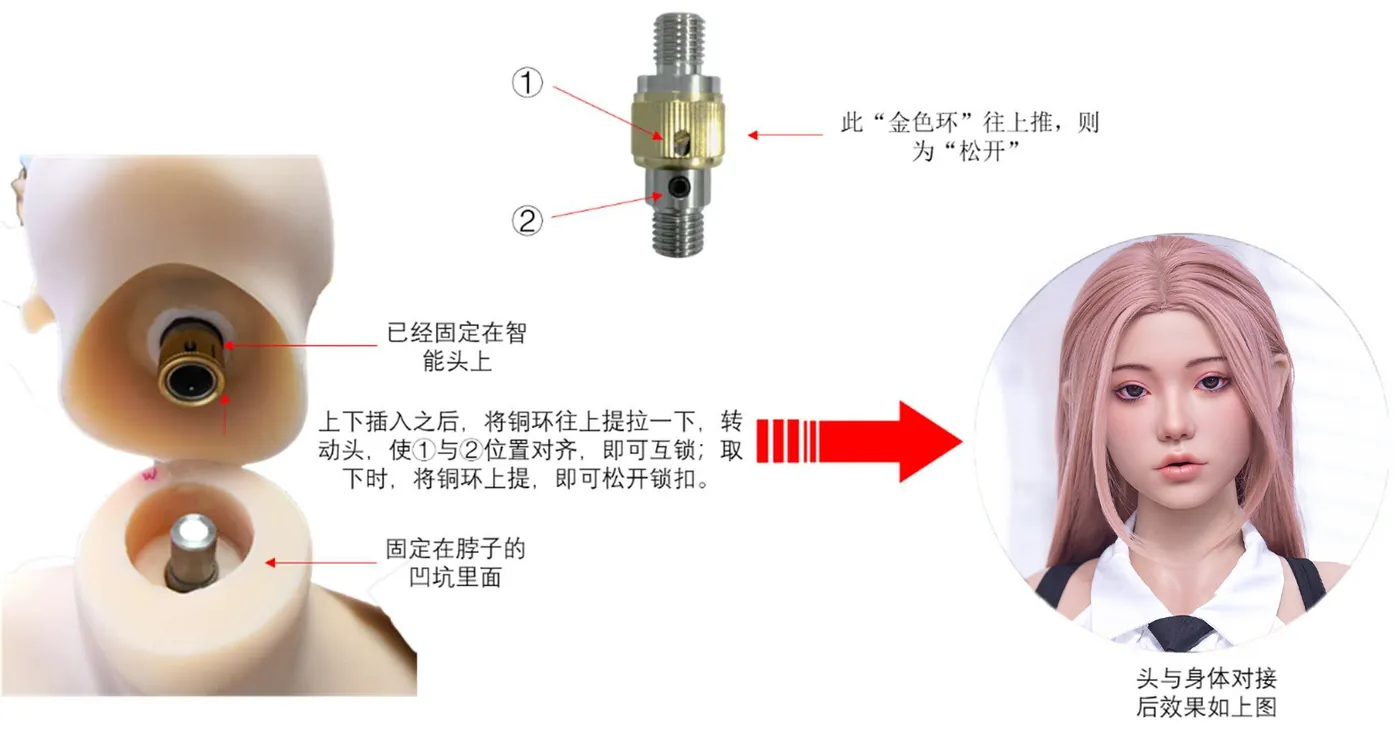 ①
此“金色环”往上推，则
为“松开”
②
已经固定在智
能头上
上下插入之后，将铜环往上提拉一下，转
动头，使①与②位置对齐，即可互锁；取
下时，将铜环上提，即可松开锁扣。
W
固定在脖子的
凹坑里面
头与身体对接
后效果如上图